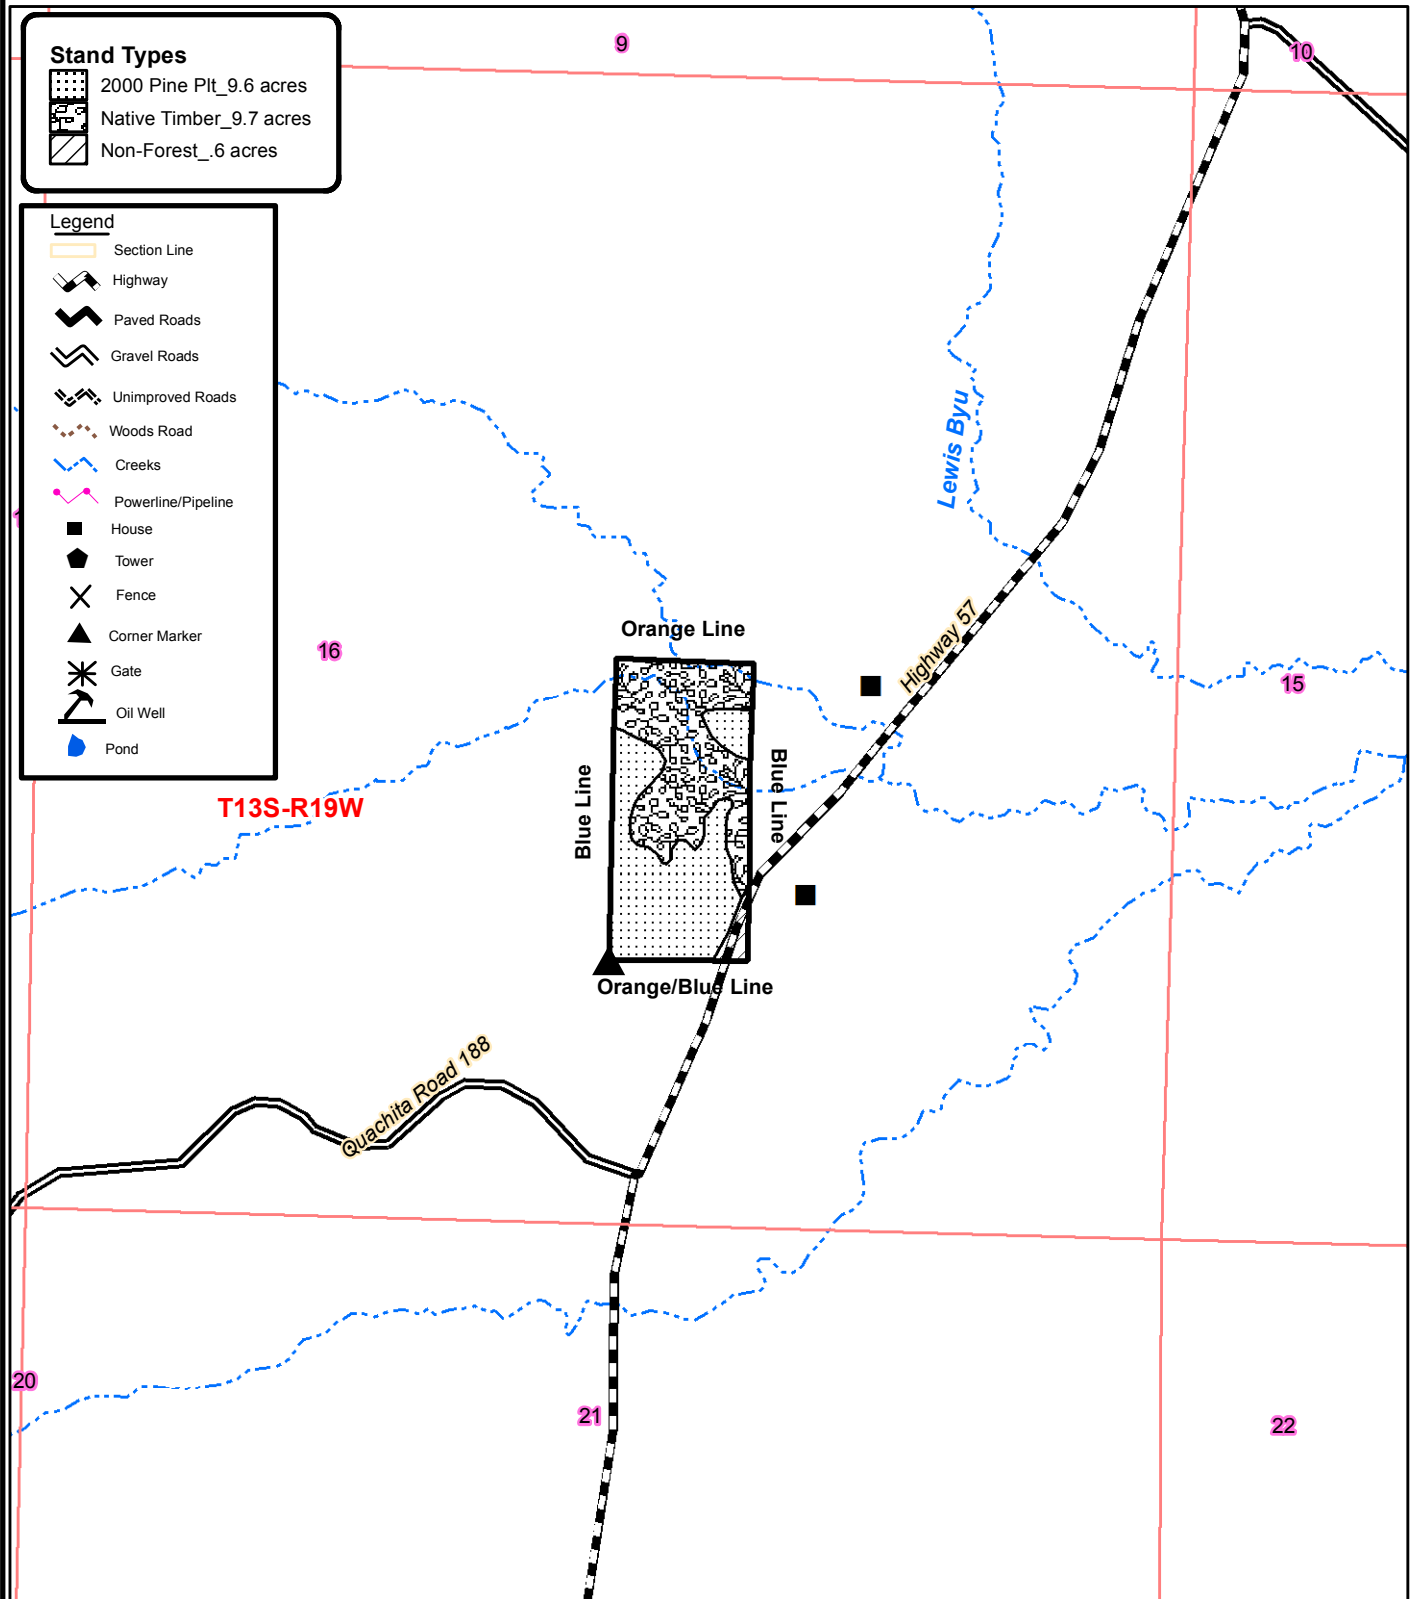 Stand Types
2000 Pine Plt_9.6 acres
Native Timber_9.7 acres
Non-Forest_.6 acres
Legend
Section Line
Highway
Paved Roads
Gravel Roads
Unimproved Roads
Woods Road
Creeks
Powerline/Pipeline
House
Tower
Fence
Corner Marker
Gate
Oil Well
Pond
9
10
Lewis Byu
Highway 57
16
Orange Line
15
Blue Line
Blue Line
T13S-R19W
Orange/Blue Line
Quachita Road 188
20
21
22